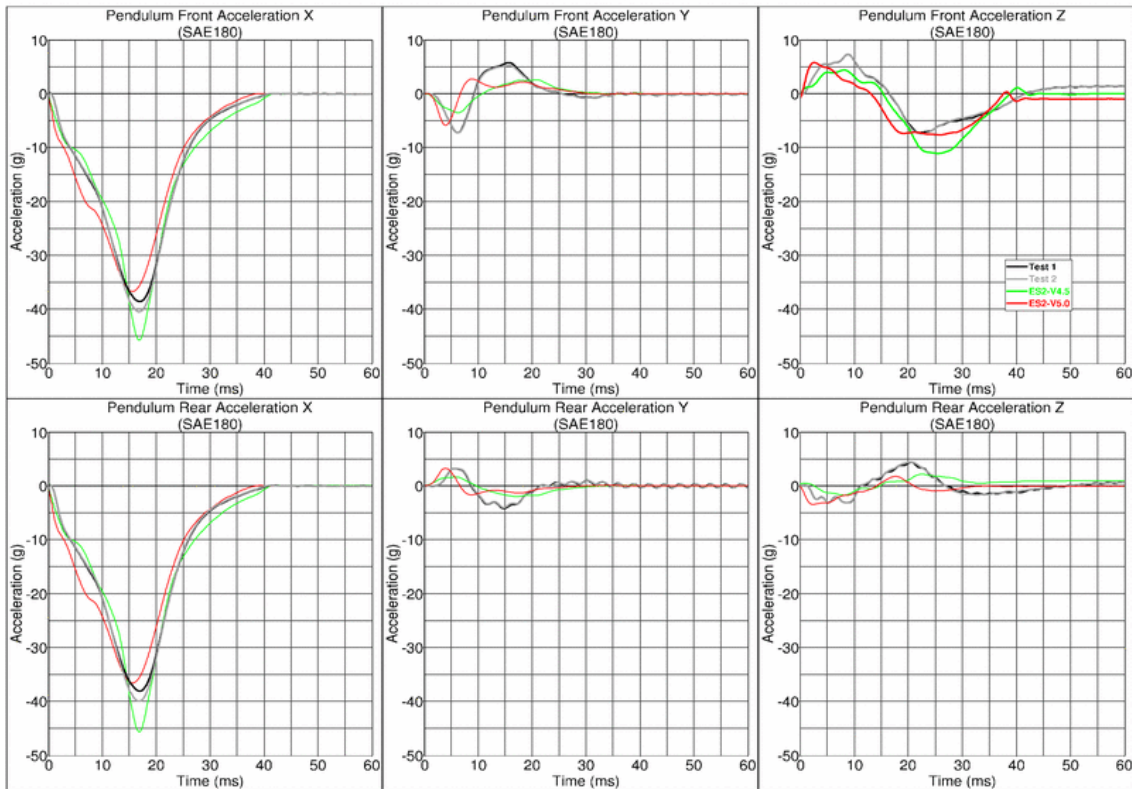 Pendulum Front Acceleration X
(SAE180)
10
0
-10
-20
-30
-40
-50
Acceleration (g)
0 10 20 30 40 50 60
Time (ms)
Pendulum Front Acceleration Y
(SAE180)
10
0
-10
-20
-30
-40
-50
Acceleration (g)
0 10 20 30 40 50 60
Time (ms)
Pendulum Front Acceleration Z
(SAE180)
10
0
-10
-20
-30
-40
-50
Acceleration (g)
Test 1
Test 2
ES2-V4.5
ES2-V5.0
0 10 20 30 40 50 60
Time (ms)
Pendulum Rear Acceleration X
(SAE180)
10
0
-10
-20
-30
-40
-50
Acceleration (g)
0 10 20 30 40 50 60
Time (ms)
Pendulum Rear Acceleration Y
(SAE180)
10
0
-10
-20
-30
-40
-50
Acceleration (g)
0 10 20 30 40 50 60
Time (ms)
Pendulum Rear Acceleration Z
(SAE180)
10
0
-10
-20
-30
-40
-50
Acceleration (g)
0 10 20 30 40 50 60
Time (ms)